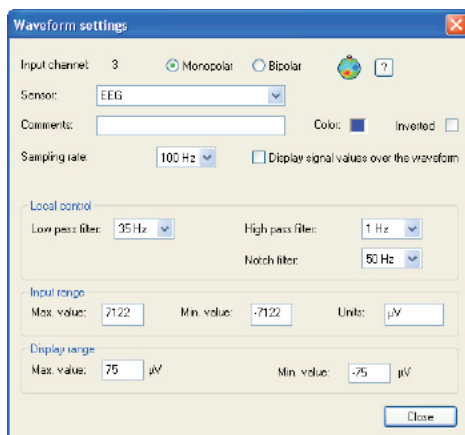 Waveform settings
Input channel: 3 Monopolar Bipolar ?
Sensor: EEG
Comments: Color: Inverted
Sampling rate: 100 Hz Display signal values over the waveform
Local control
Low pass filter: 35 Hz High pass filter: 1 Hz
Notch filter: 50 Hz
Input range
Max. value: 7122 Min. value: -7122 Units: µV
Display range
Max. value: 75 µV Min. value: -75 µV
Close